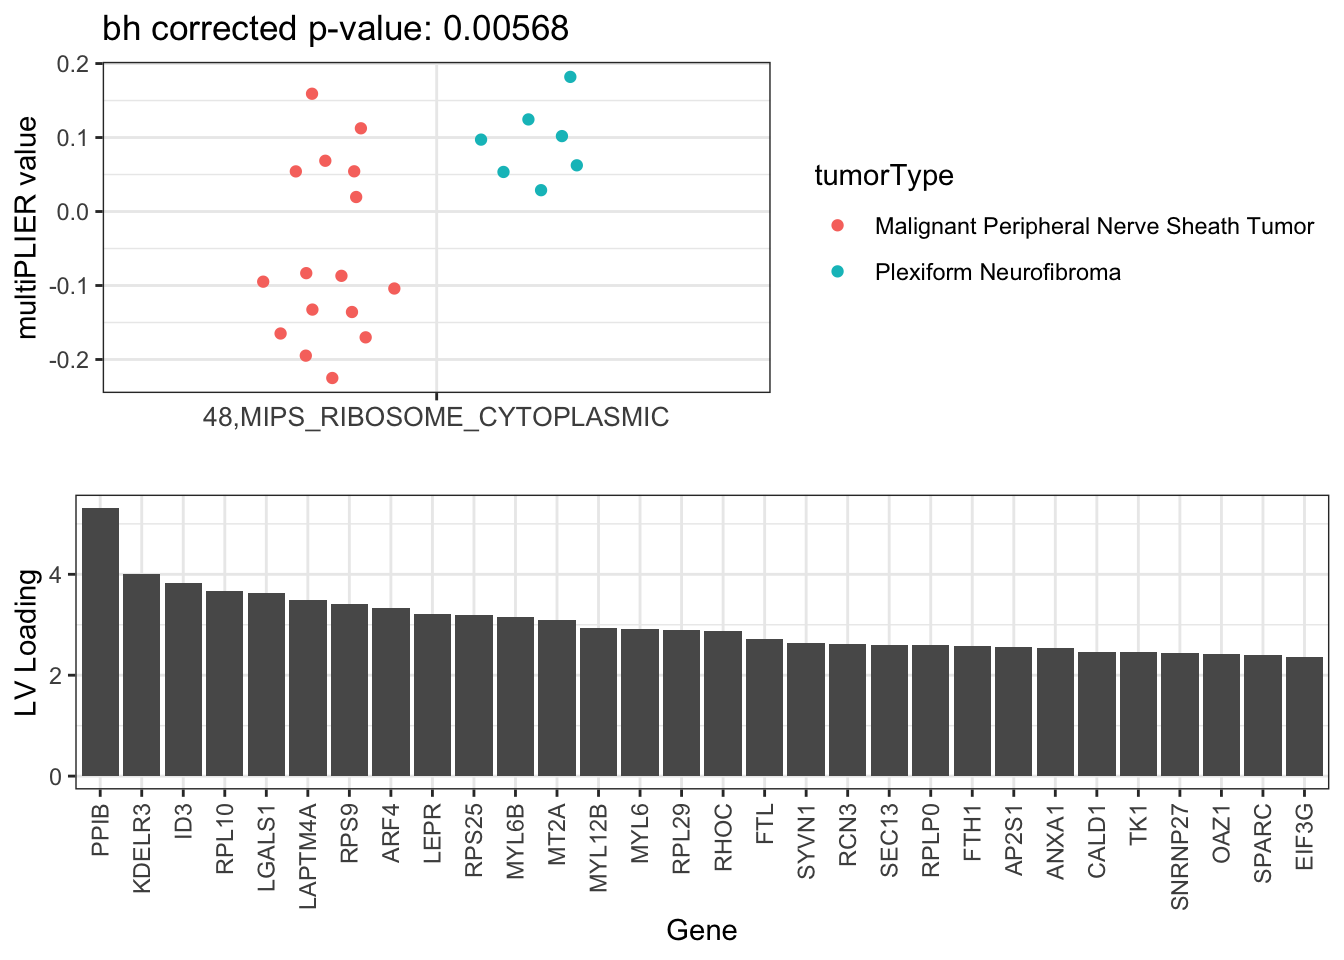 bh corrected p-value: 0.00568
multiPLIER value
0.2
0.1
0.0
-0.1
-0.2
48,MIPS_RIBOSOME_CYTOPLASMIC
tumorType
Malignant Peripheral Nerve Sheath Tumor
Plexiform Neurofibroma
LV Loading
4
2
0
PPIB
KDELR3
ID3
RPL10
LGALS1
LAPTM4A
RPS9
ARF4
LEPR
RPS25
MYL6B
MT2A
MYL12B
MYL6
RPL29
RHOC
FTL
SYVN1
RCN3
SEC13
RPLP0
FTH1
AP2S1
ANXA1
CALD1
TK1
SNRNP27
OAZ1
SPARC
EIF3G
Gene